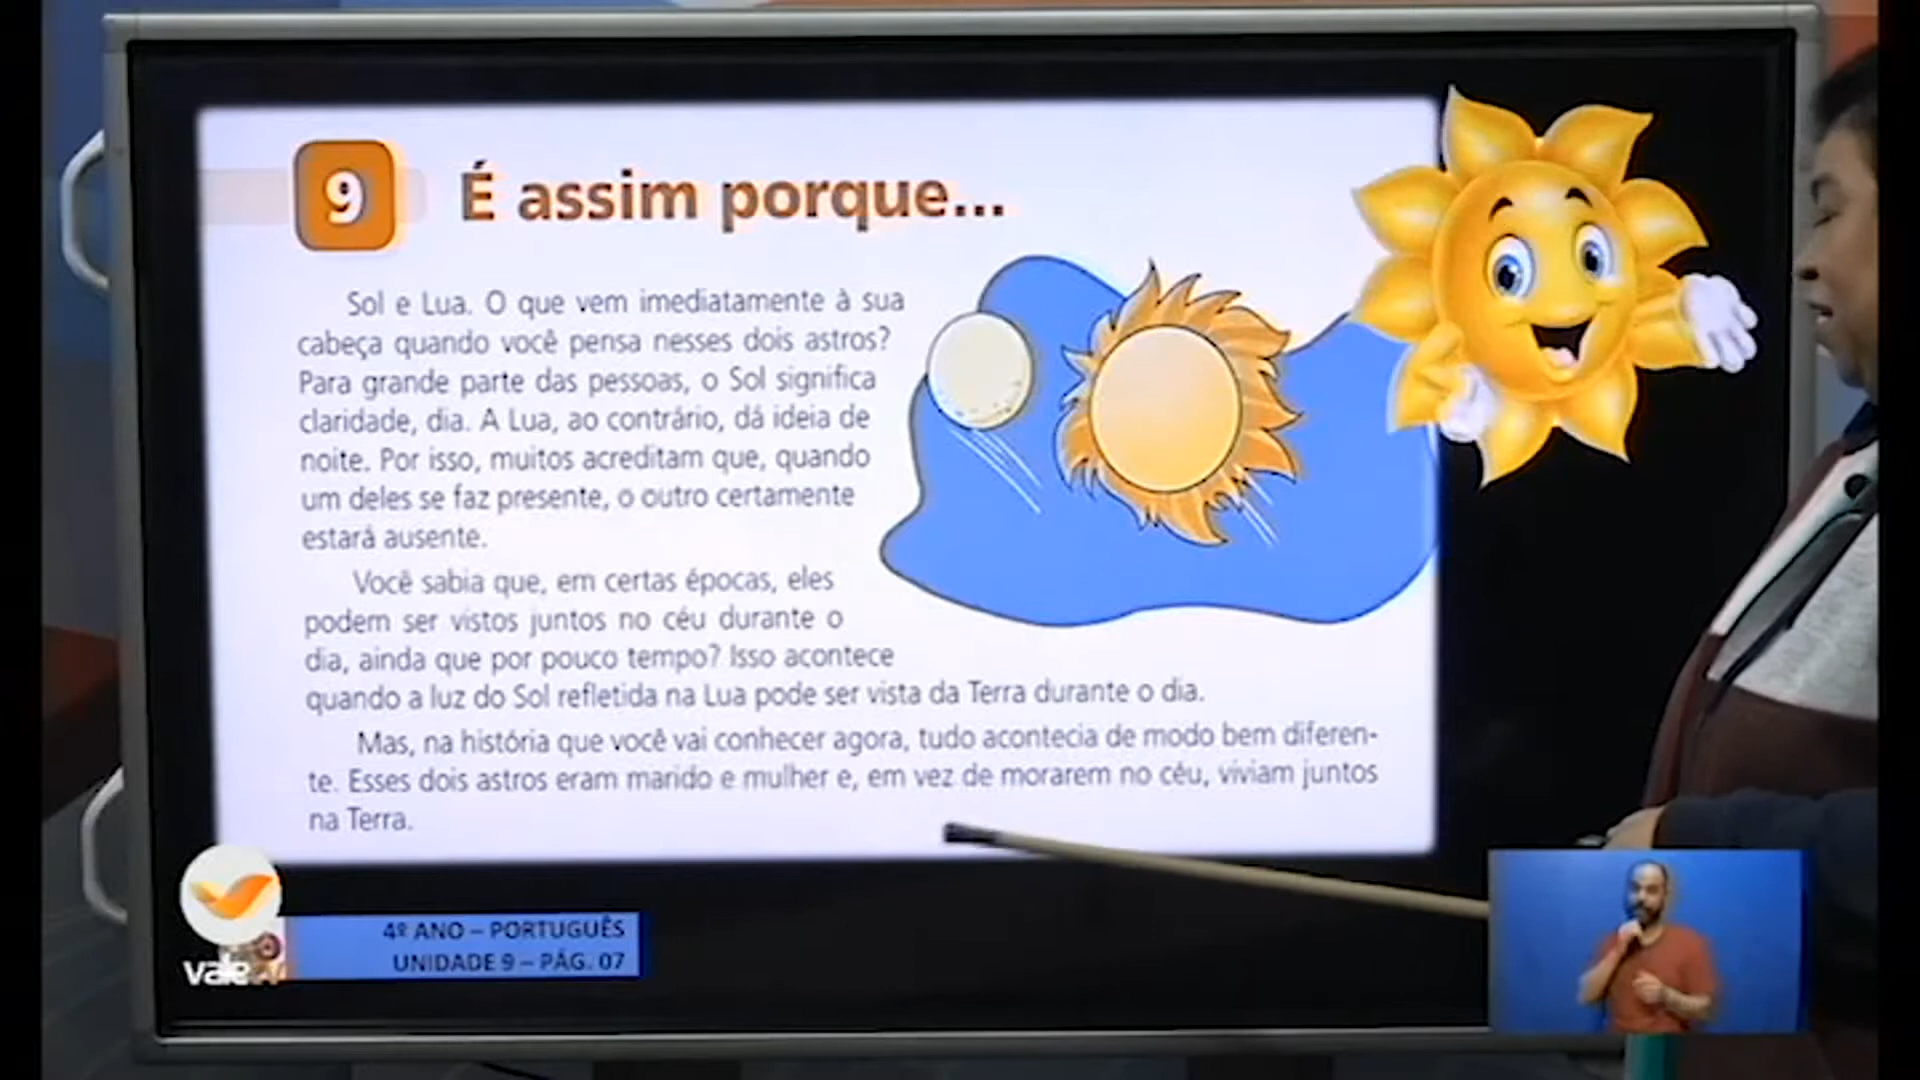 9
É assim porque...
Sol e Lua. O que vem imediatamente à sua
cabeça quando você pensa nesses dois astros?
Para grande parte das pessoas, o Sol significa
claridade, dia. A Lua, ao contrário, dá ideia de
noite. Por isso, muitos acreditam que, quando
um deles se faz presente, o outro certamente
estará ausente.
Você sabia que, em certas épocas, eles
podem ser vistos juntos no céu durante o
dia, ainda que por pouco tempo? Isso acontece
quando a luz do Sol refletida na Lua pode ser vista da Terra durante o dia.
Mas, na história que você vai conhecer agora, tudo acontecia de modo bem diferen-
te. Esses dois astros eram marido e mulher e, em vez de morarem no céu, viviam juntos
na Terra.
4º ANO – PORTUGUÊS
UNIDADE 9 – PÁG. 07
vale tv